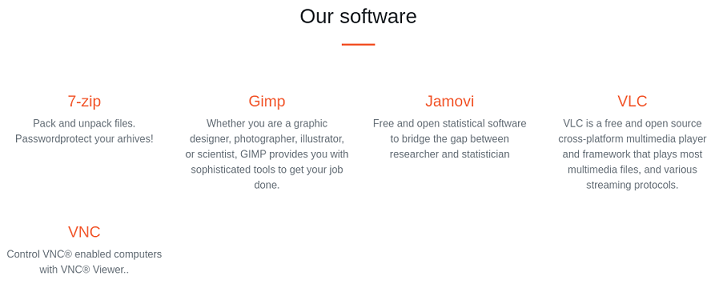 Our software
7-zip
Pack and unpack files.
Passwordprotect your arhives!
Gimp
Whether you are a graphic
designer, photographer, illustrator,
or scientist, GIMP provides you with
sophisticated tools to get your job
done.
Jamovi
Free and open statistical software
to bridge the gap between
researcher and statistician
VLC
VLC is a free and open source
cross-platform multimedia player
and framework that plays most
multimedia files, and various
streaming protocols.
VNC
Control VNC® enabled computers
with VNC® Viewer..